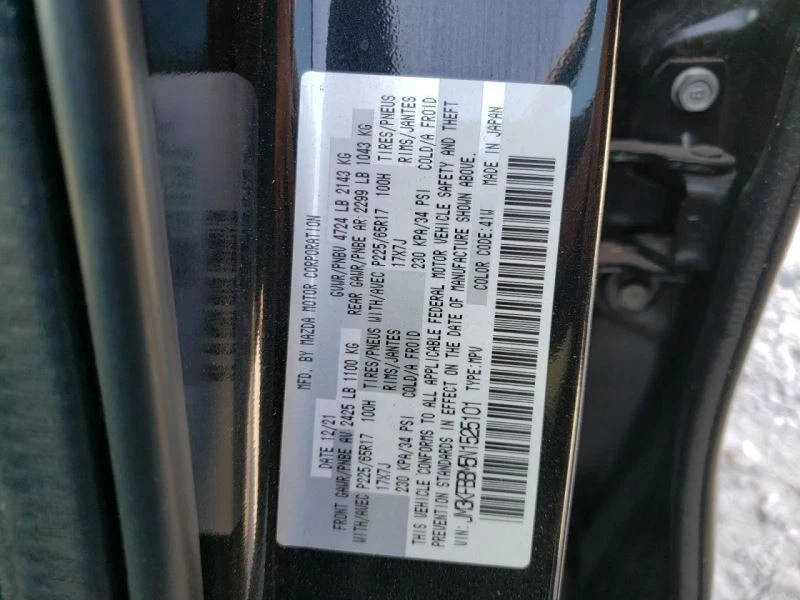 MFD. BY MAZDA MOTOR CORPORATION
DATE 12/21 GVWR/PNBV 4724 LB 2143 KG
FRONT GAWR/PNBE AV 2425 LB 1100 KG REAR GAWR/PNBE AR 2299 LB 1043 KG
WITH/AVEC P225/65R17 100H TIRES/PNEUS WITH/AVEC P225/65R17 100H TIRES/PNEUS
17X7J RIMS/JANTES 17X7J RIMS/JANTES
230 KPA/34 PSI COLD/A FROID 230 KPA/34 PSI COLD/A FROID
THIS VEHICLE CONFORMS TO ALL APPLICABLE FEDERAL MOTOR VEHICLE SAFETY AND THEFT
PREVENTION STANDARDS IN EFFECT ON THE DATE OF MANUFACTURE SHOWN ABOVE.
VIN: JM3KFBBM5N1525101 TYPE:MPV COLOR CODE:41W MADE IN JAPAN